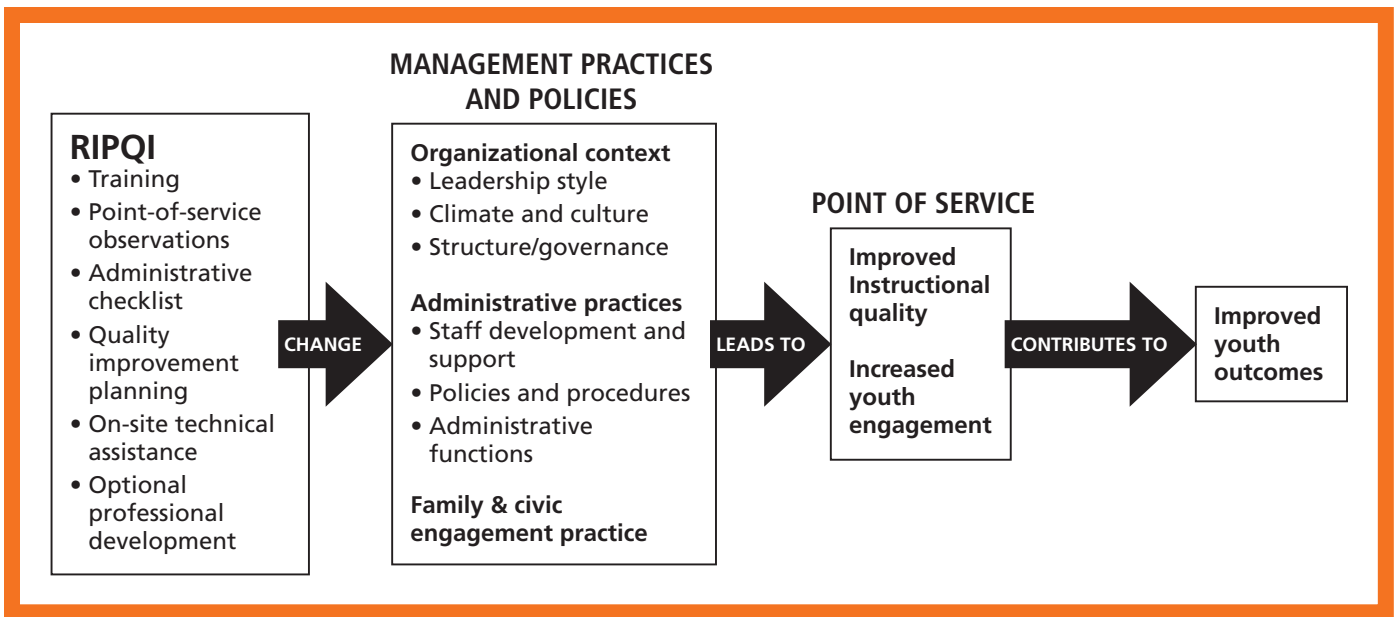 RIPQI
• Training
• Point-of-service
observations
• Administrative
checklist
• Quality
improvement
planning
• On-site technical
assistance
• Optional
professional
development
CHANGE
MANAGEMENT PRACTICES
AND POLICIES
Organizational context
• Leadership style
• Climate and culture
• Structure/governance
Administrative practices
• Staff development and
support
• Policies and procedures
• Administrative
functions
Family & civic
engagement practice
LEADS TO
POINT OF SERVICE
Improved
Instructional
quality
Increased
youth
engagement
CONTRIBUTES TO
Improved
youth
outcomes